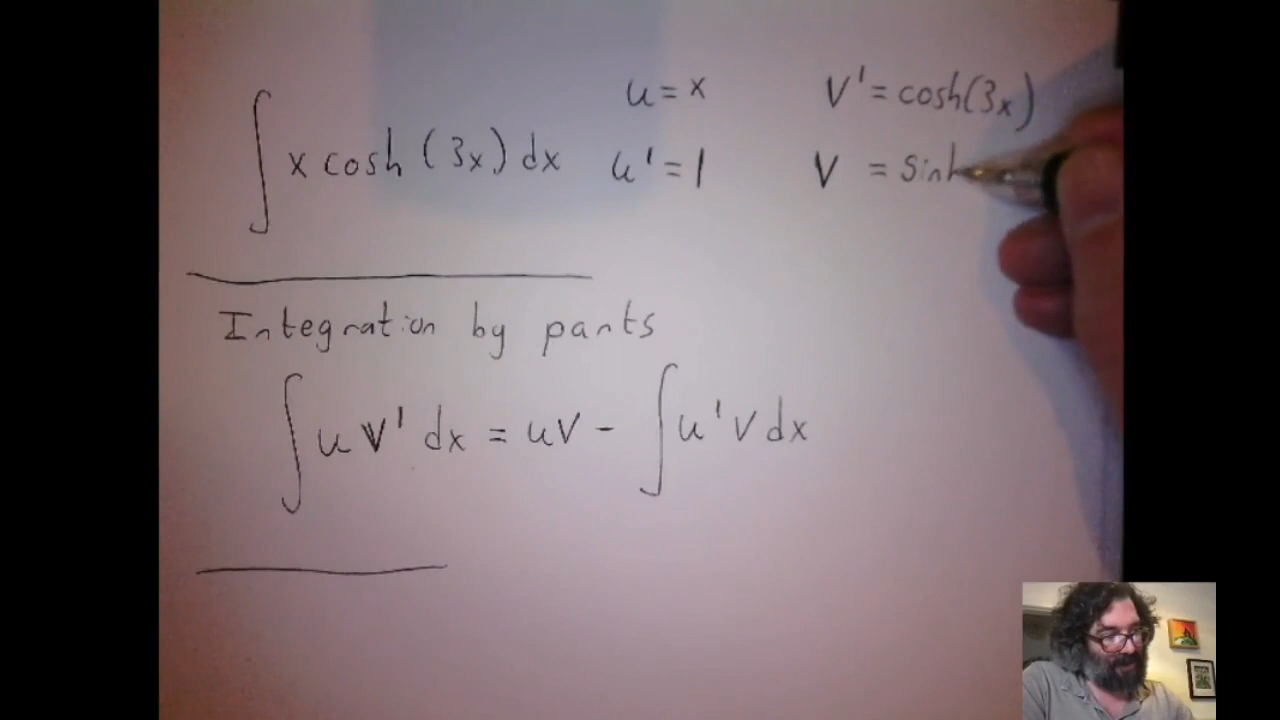 ∫ x cosh (3x) dx
u = x
u' = 1
v' = cosh(3x)
v = sinh
Integration by parts
∫ u v' dx = uv - ∫ u' v dx